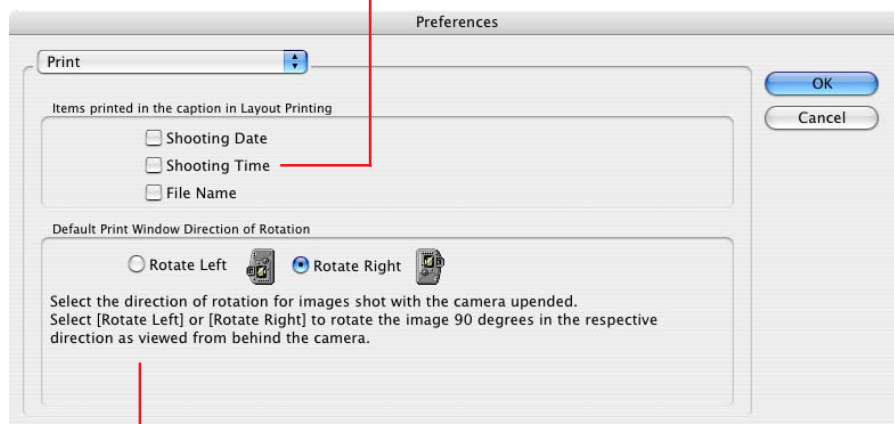 Preferences
Print
OK
Cancel
Items printed in the caption in Layout Printing
Shooting Date
Shooting Time
File Name
Default Print Window Direction of Rotation
Rotate Left Rotate Right
Select the direction of rotation for images shot with the camera upended.
Select [Rotate Left] or [Rotate Right] to rotate the image 90 degrees in the respective
direction as viewed from behind the camera.